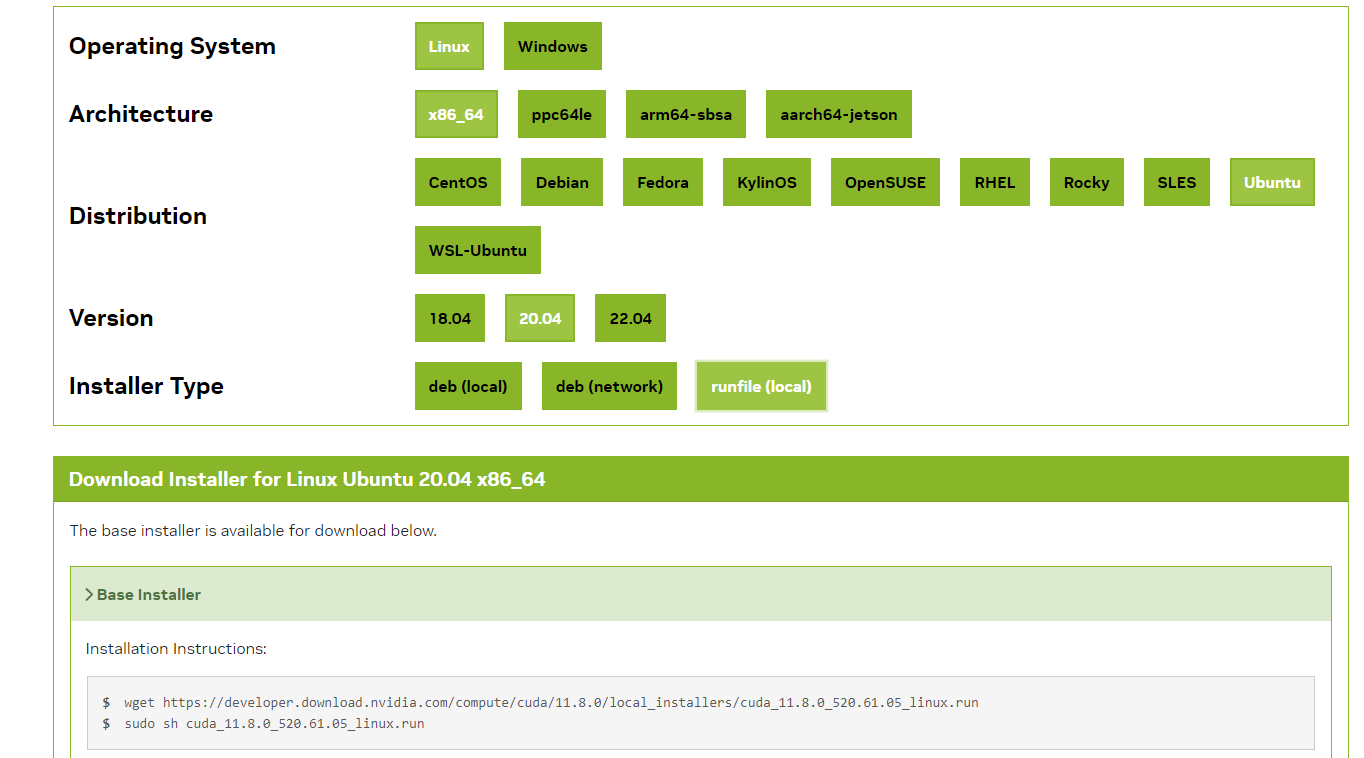 Operating System
Linux Windows
Architecture
x86_64 ppc64le arm64-sbsa aarch64-jetson
Distribution
CentOS Debian Fedora KylinOS OpenSUSE RHEL Rocky SLES Ubuntu
WSL-Ubuntu
Version
18.04 20.04 22.04
Installer Type
deb (local) deb (network) runfile (local)
Download Installer for Linux Ubuntu 20.04 x86_64
The base installer is available for download below.
Base Installer
Installation Instructions:
$ wget https://developer.download.nvidia.com/compute/cuda/11.8.0/local_installers/cuda_11.8.0_520.61.05_linux.run
$ sudo sh cuda_11.8.0_520.61.05_linux.run